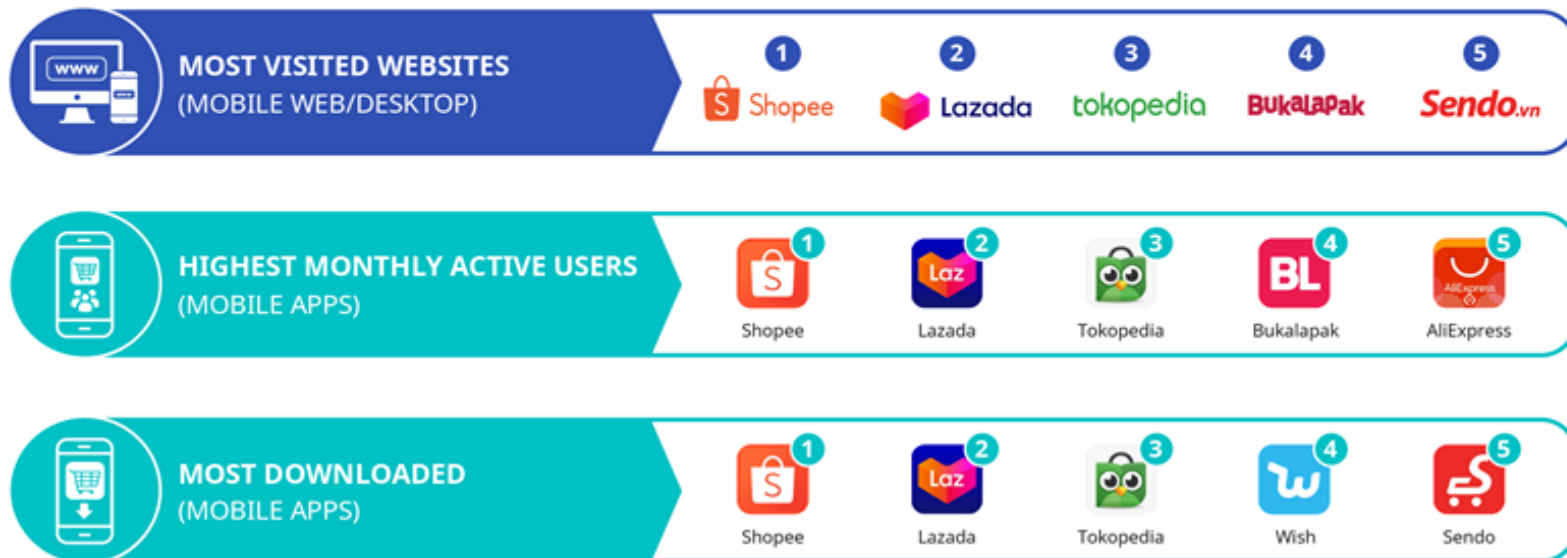 www
MOST VISITED WEBSITES
(MOBILE WEB/DESKTOP)
1 2 3 4 5
S Shopee Lazada tokopedia BukaLapak Sendo.vn
HIGHEST MONTHLY ACTIVE USERS
(MOBILE APPS)
1 2 3 4 5
S Laz BL AliExpress
Shopee Lazada Tokopedia Bukalapak AliExpress
MOST DOWNLOADED
(MOBILE APPS)
1 2 3 4 5
S Laz
Shopee Lazada Tokopedia Wish Sendo